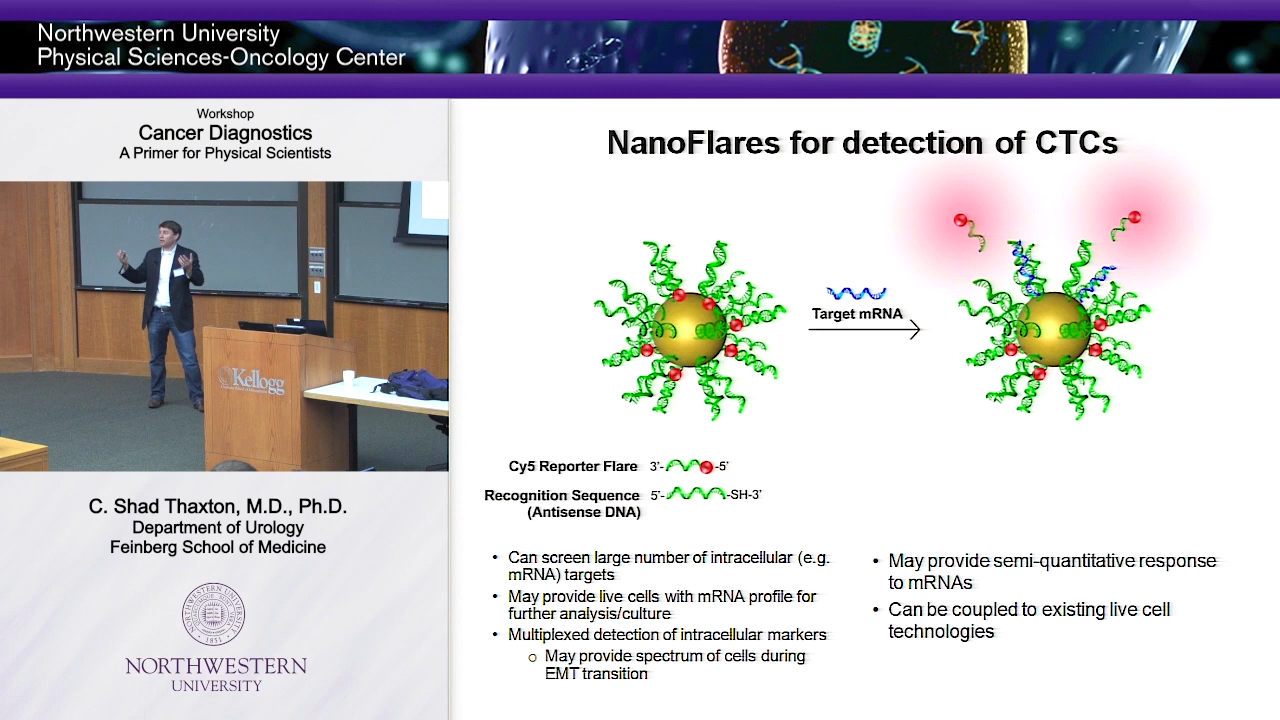 Northwestern University
Physical Sciences-Oncology Center
Workshop
Cancer Diagnostics
A Primer for Physical Scientists
Kellogg
C. Shad Thaxton, M.D., Ph.D.
Department of Urology
Feinberg School of Medicine
1851
NORTHWESTERN
UNIVERSITY
NanoFlares for detection of CTCs
Target mRNA
Cy5 Reporter Flare 3'- -5'
Recognition Sequence 5'- -SH-3'
(Antisense DNA)
• Can screen large number of intracellular (e.g.
mRNA) targets
• May provide live cells with mRNA profile for
further analysis/culture
• Multiplexed detection of intracellular markers
o May provide spectrum of cells during
EMT transition
• May provide semi-quantitative response
to mRNAs
• Can be coupled to existing live cell
technologies